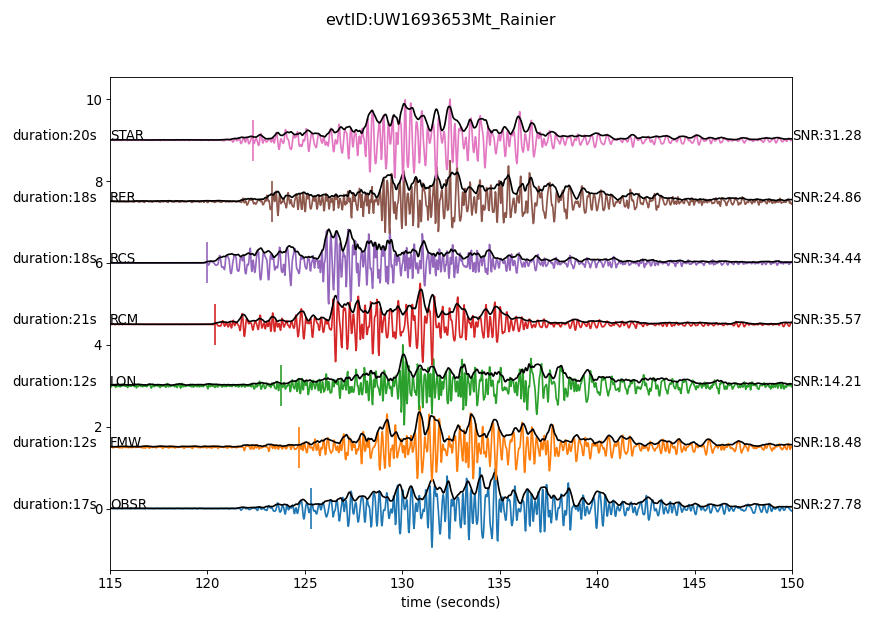 evtID:UW1693653Mt_Rainier
10
duration:20s STAR SNR:31.28
8
duration:18s RER SNR:24.86
duration:18s RCS SNR:34.44
6
duration:21s RCM SNR:35.57
4
duration:12s LON SNR:14.21
2
duration:12s FMW SNR:18.48
duration:17s OBSR SNR:27.78
0
115 120 125 130 135 140 145 150
time (seconds)